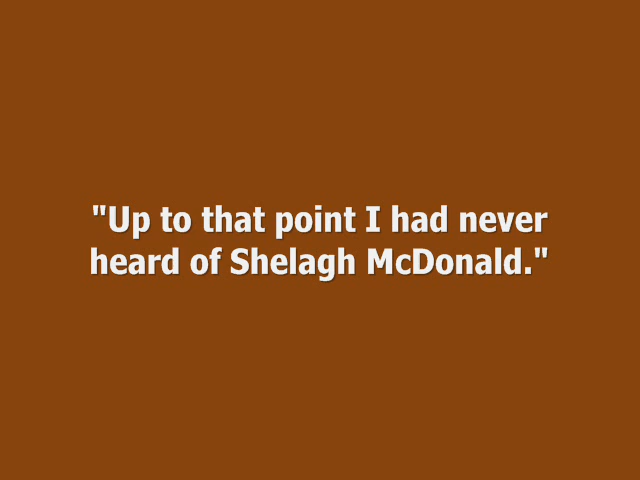 "Up to that point I had never
heard of Shelagh McDonald."